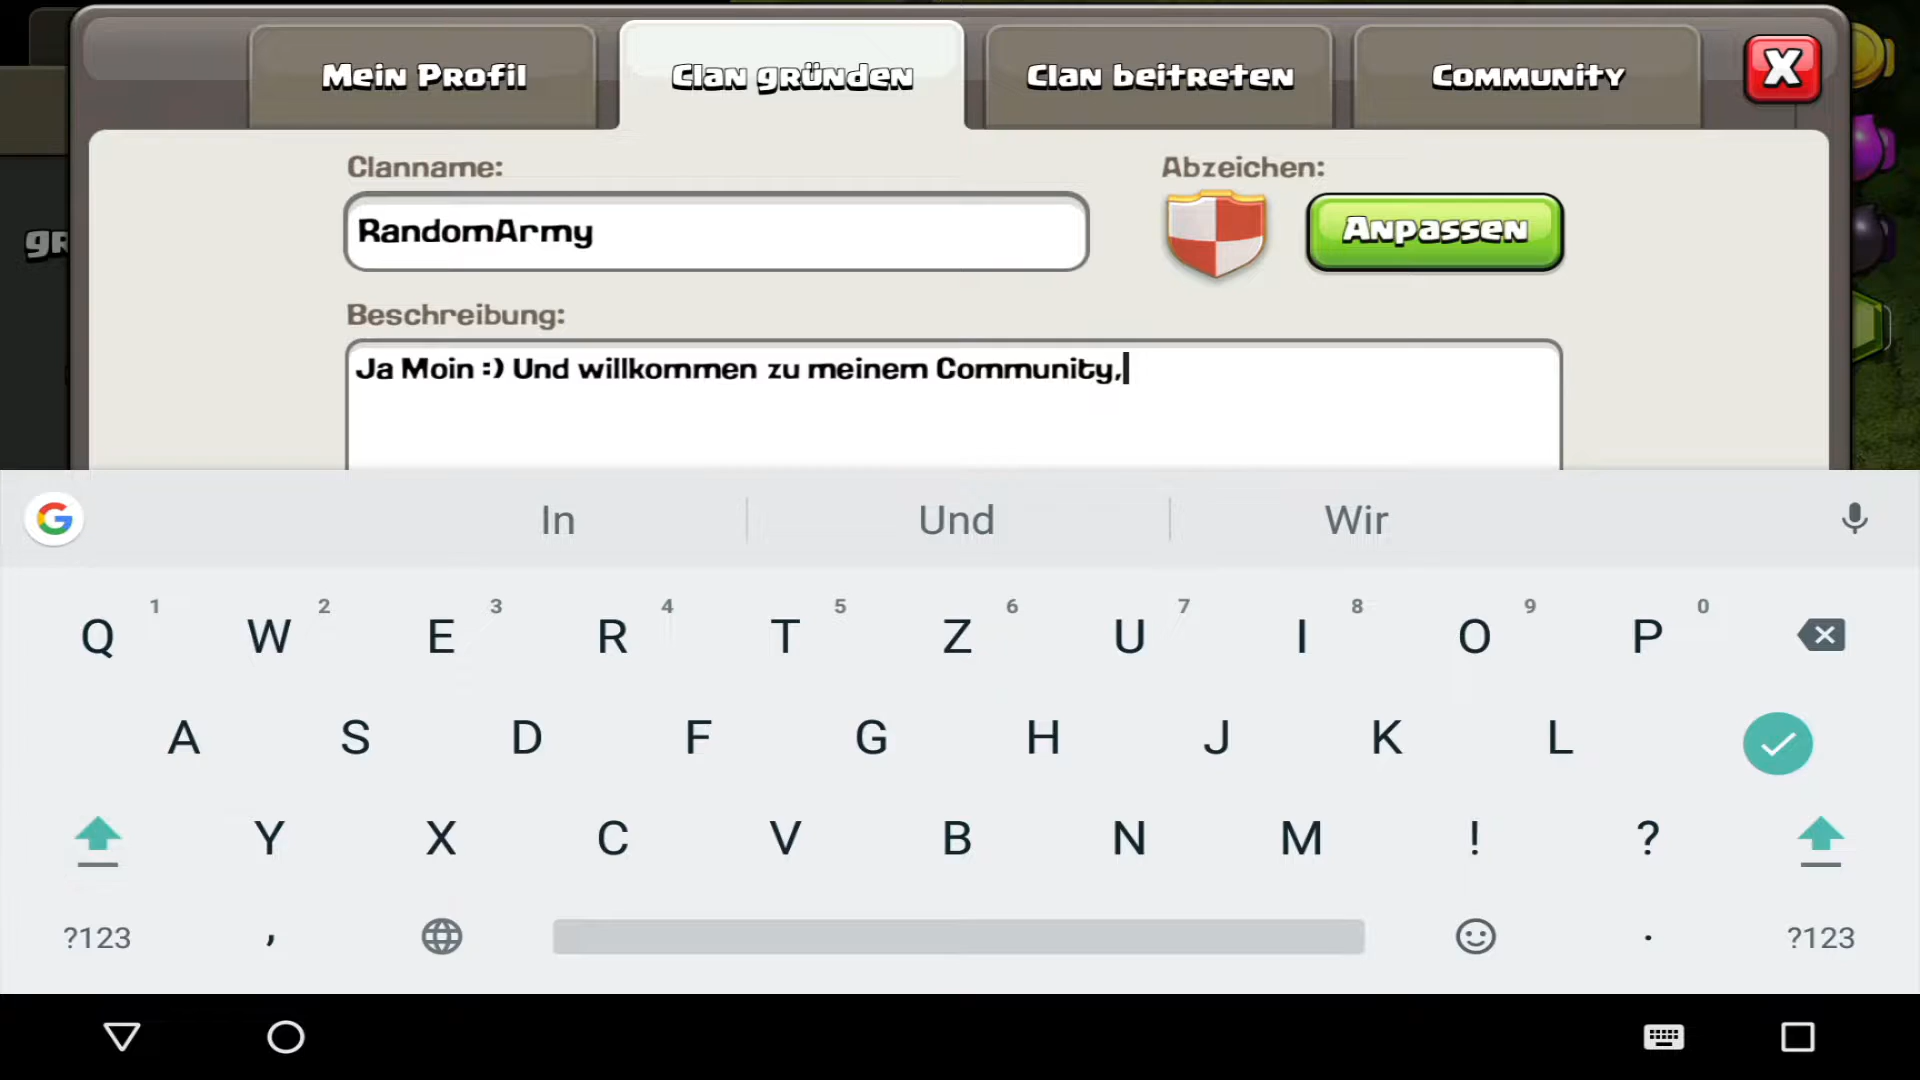 Mein Profil
Clan gründen
Clan beitreten
Community
X
Clanname:
Abzeichen:
RandomArmy
Anpassen
gr
Beschreibung:
Ja Moin :) Und willkommen zu meinem Community,
G
In
Und
Wir
1 2 3 4 5 6 7 8 9 0
Q W E R T Z U I O P
A S D F G H J K L
Y X C V B N M ! ?
?123 , . ?123